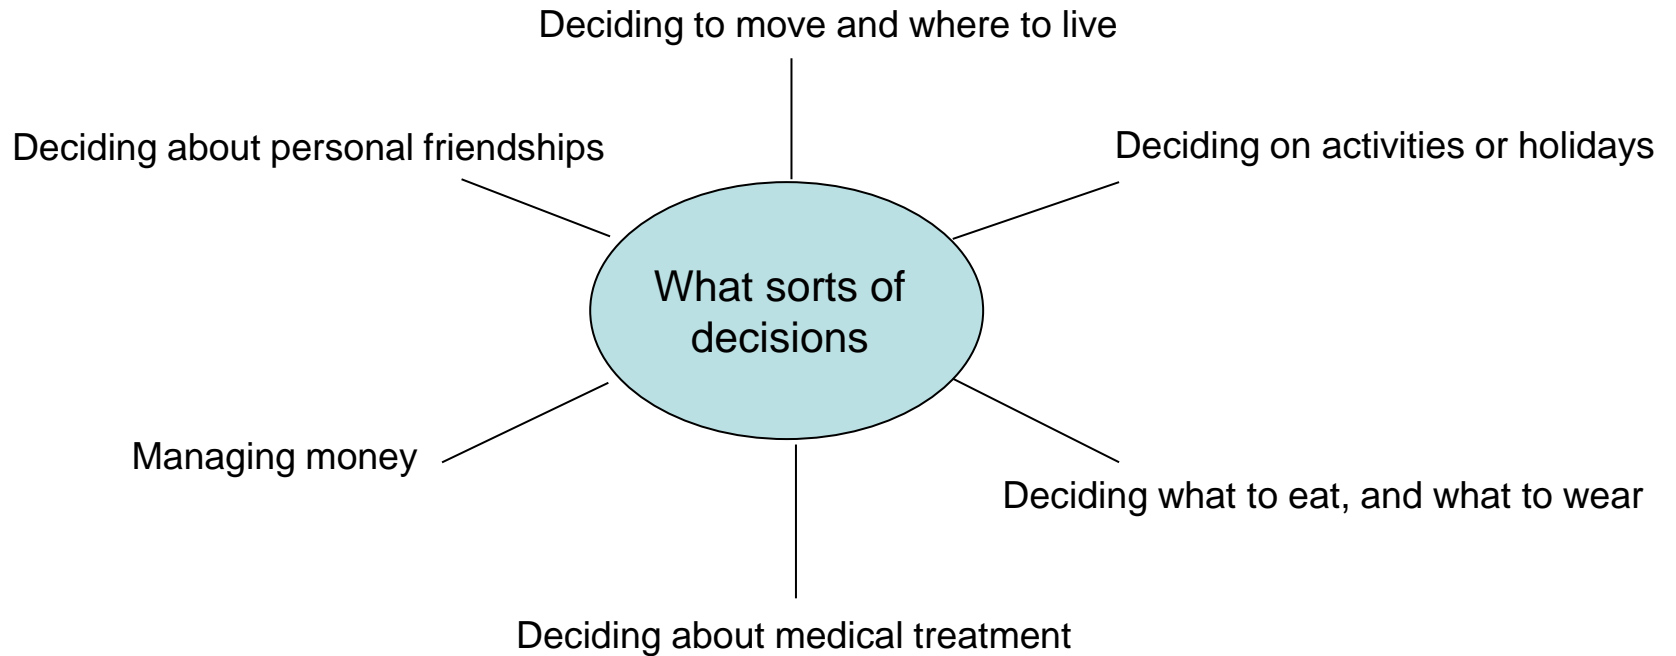 Deciding to move and where to live
Deciding about personal friendships
Deciding on activities or holidays
What sorts of
decisions
Managing money
Deciding what to eat, and what to wear
Deciding about medical treatment